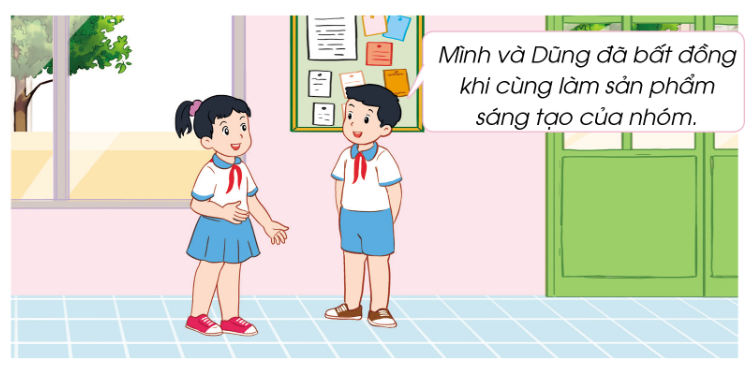 Mình và Dũng đã bất đồng
khi cùng làm sản phẩm
sáng tạo của nhóm.